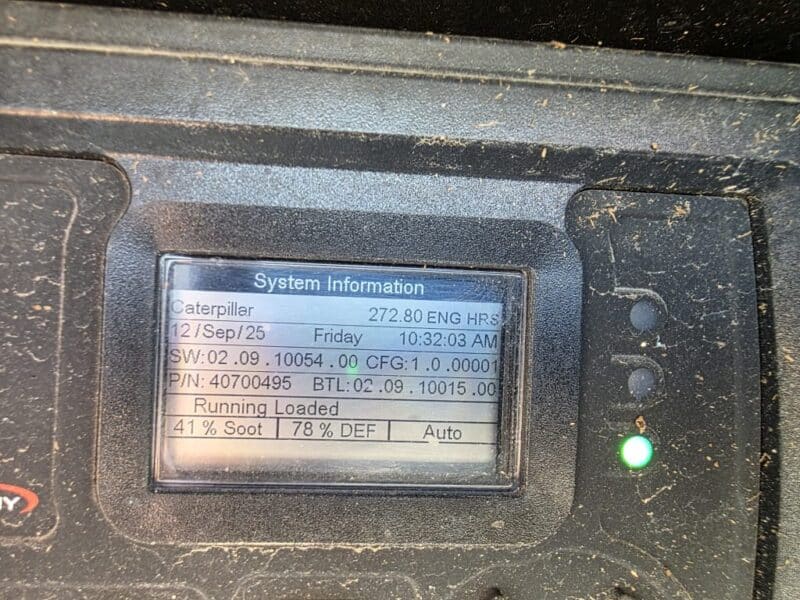 System Information
Caterpillar 272.80 ENG HRS
12/Sep/25 Friday 10:32:03 AM
SW:02.09.10054.00 CFG:1.0.00001
P/N:40700495 BTL:02.09.10015.00
Running Loaded
41% Soot 78% DEF Auto